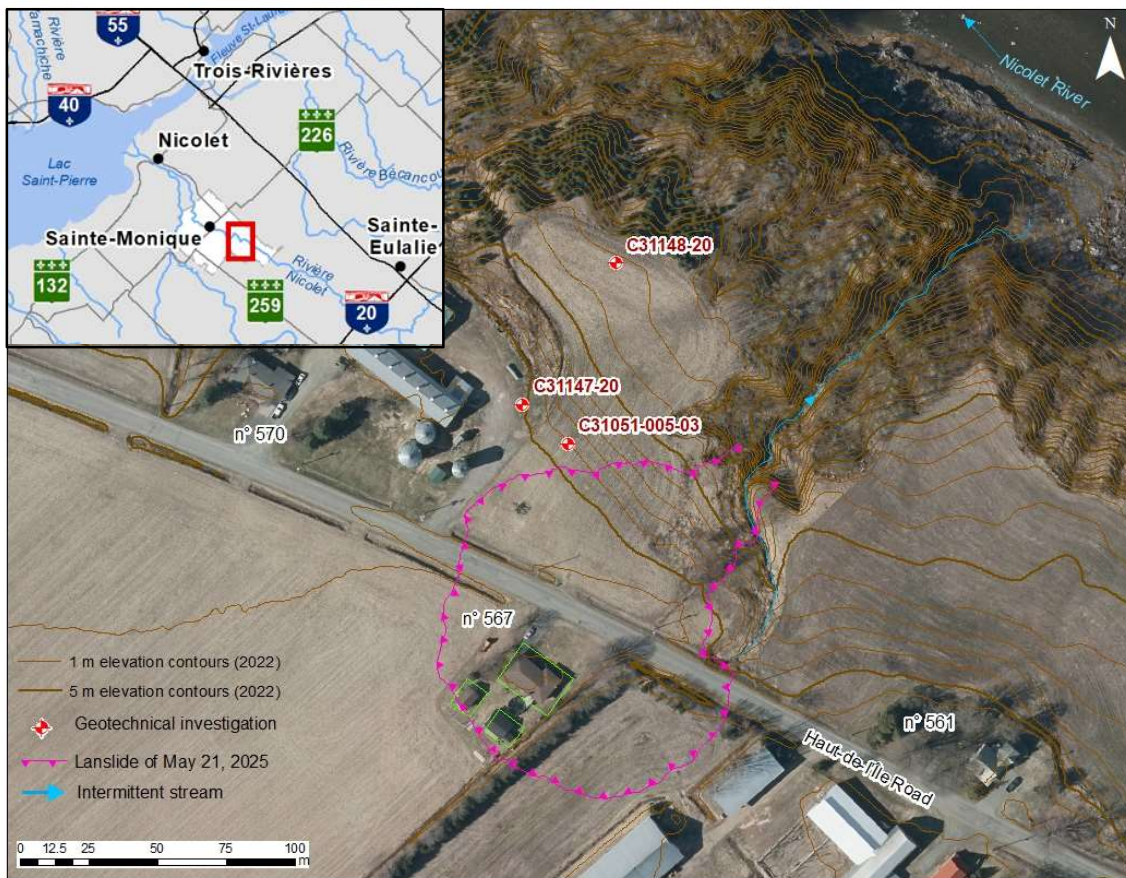 55
Rivière
Yamachiche
Fleuve St-Lau
Trois-Rivières
40
Nicolet
226
Lac
Saint-Pierre
Rivière Bécancou
Sainte-Monique
Sainte-
Eulalie
132
Rivière
Nicolet
259
20
N
Nicolet River
C31148-20
C31147-20
C31051-005-03
n° 570
n° 567
n° 561
Haut-de-l'Île Road
1 m elevation contours (2022)
5 m elevation contours (2022)
Geotechnical investigation
Lanslide of May 21, 2025
Intermittent stream
0 12.5 25 50 75 100
m